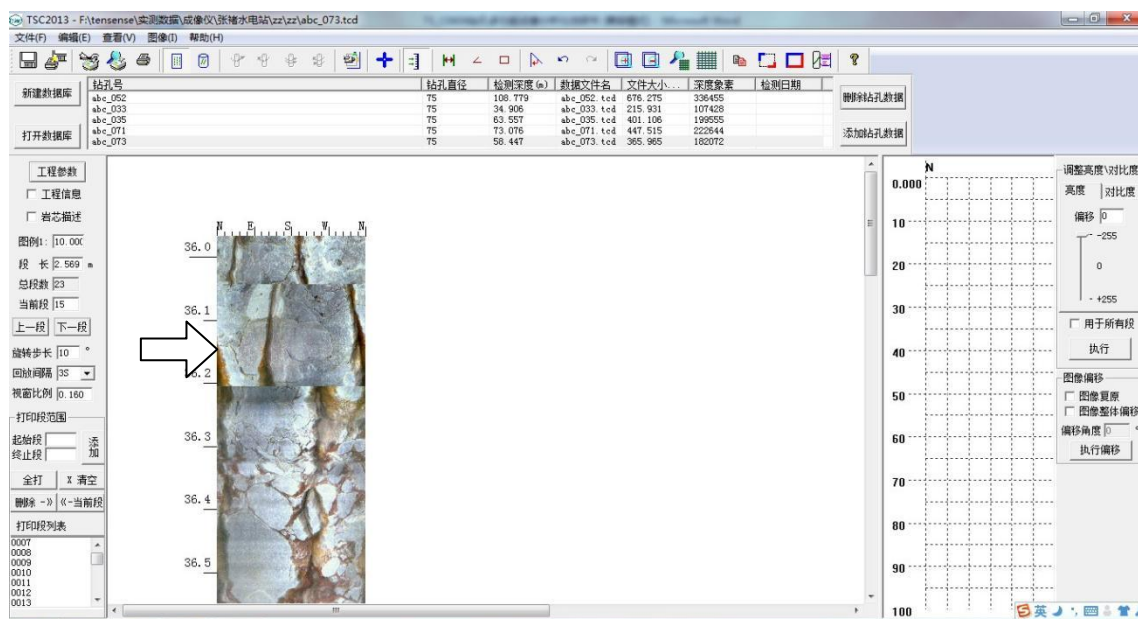 TSC2013 - F:\tensense\实测数据\成像仪\张褚水电站\zz\zz\abc_073.tcd
文件(F) 编辑(E) 查看(V) 图像(I) 帮助(H)
新建数据库
打开数据库
钻孔号 钻孔直径 检测深度(m) 数据文件名 文件大小... 深度象素 检测日期
abc_052 75 108.779 abc_052.tcd 676.275 336455
abc_033 75 34.906 abc_033.tcd 215.931 107428
abc_035 75 63.557 abc_035.tcd 401.106 199555
abc_071 75 73.076 abc_071.tcd 447.515 222644
abc_073 75 58.447 abc_073.tcd 365.965 182072
删除钻孔数据
添加钻孔数据
工程参数
工程信息
岩芯描述
图例1: 10.000
段 长 2.569 m
总段数 23
当前段 15
上一段 下一段
旋转步长 10 °
回放间隔 3S
视窗比例 0.160
打印段范围
起始段
终止段
添加
全打 X 清空
删除 -》 《-当前段
打印段列表
0007
0008
0009
0010
0011
0012
0013
N E S W N
36.0
36.1
36.3
36.4
36.5
N
0.000
10
20
30
40
50
60
70
80
90
100
调整亮度\对比度
亮度 对比度
偏移 0
-255
0
+255
用于所有段
执行
图像偏移
图像复原
图像整体偏移
偏移角度 0 °
执行偏移
英